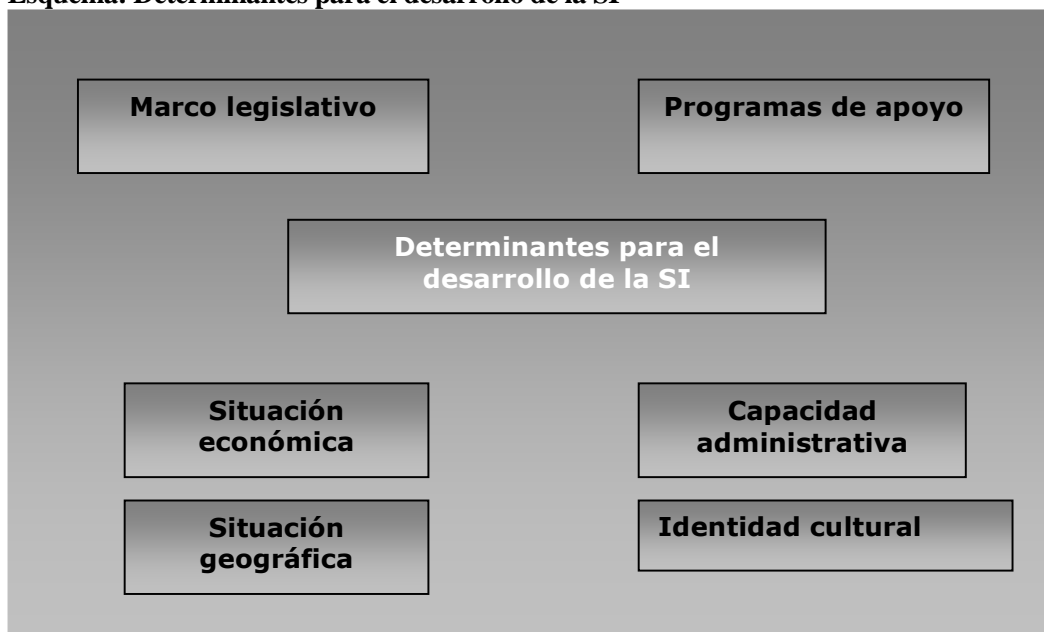 Esquema: Determinantes para el desarrollo de la SI
Marco legislativo
Programas de apoyo
Determinantes para el
desarrollo de la SI
Situación
económica
Capacidad
administrativa
Situación
geográfica
Identidad cultural